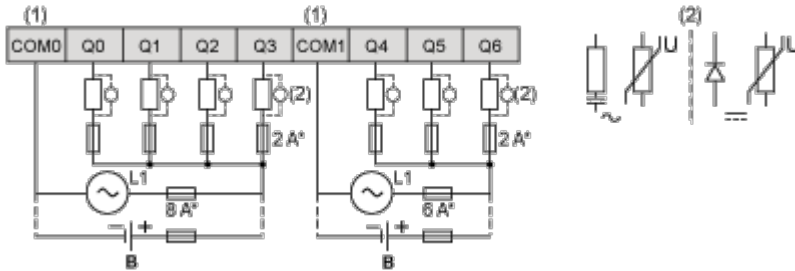 (1) (1) (2)
COM0 Q0 Q1 Q2 Q3 COM1 Q4 Q5 Q6
U U
(2) (2)
2 A* 2 A*
L1 L1
8 A* 6 A*
− + − +
B B